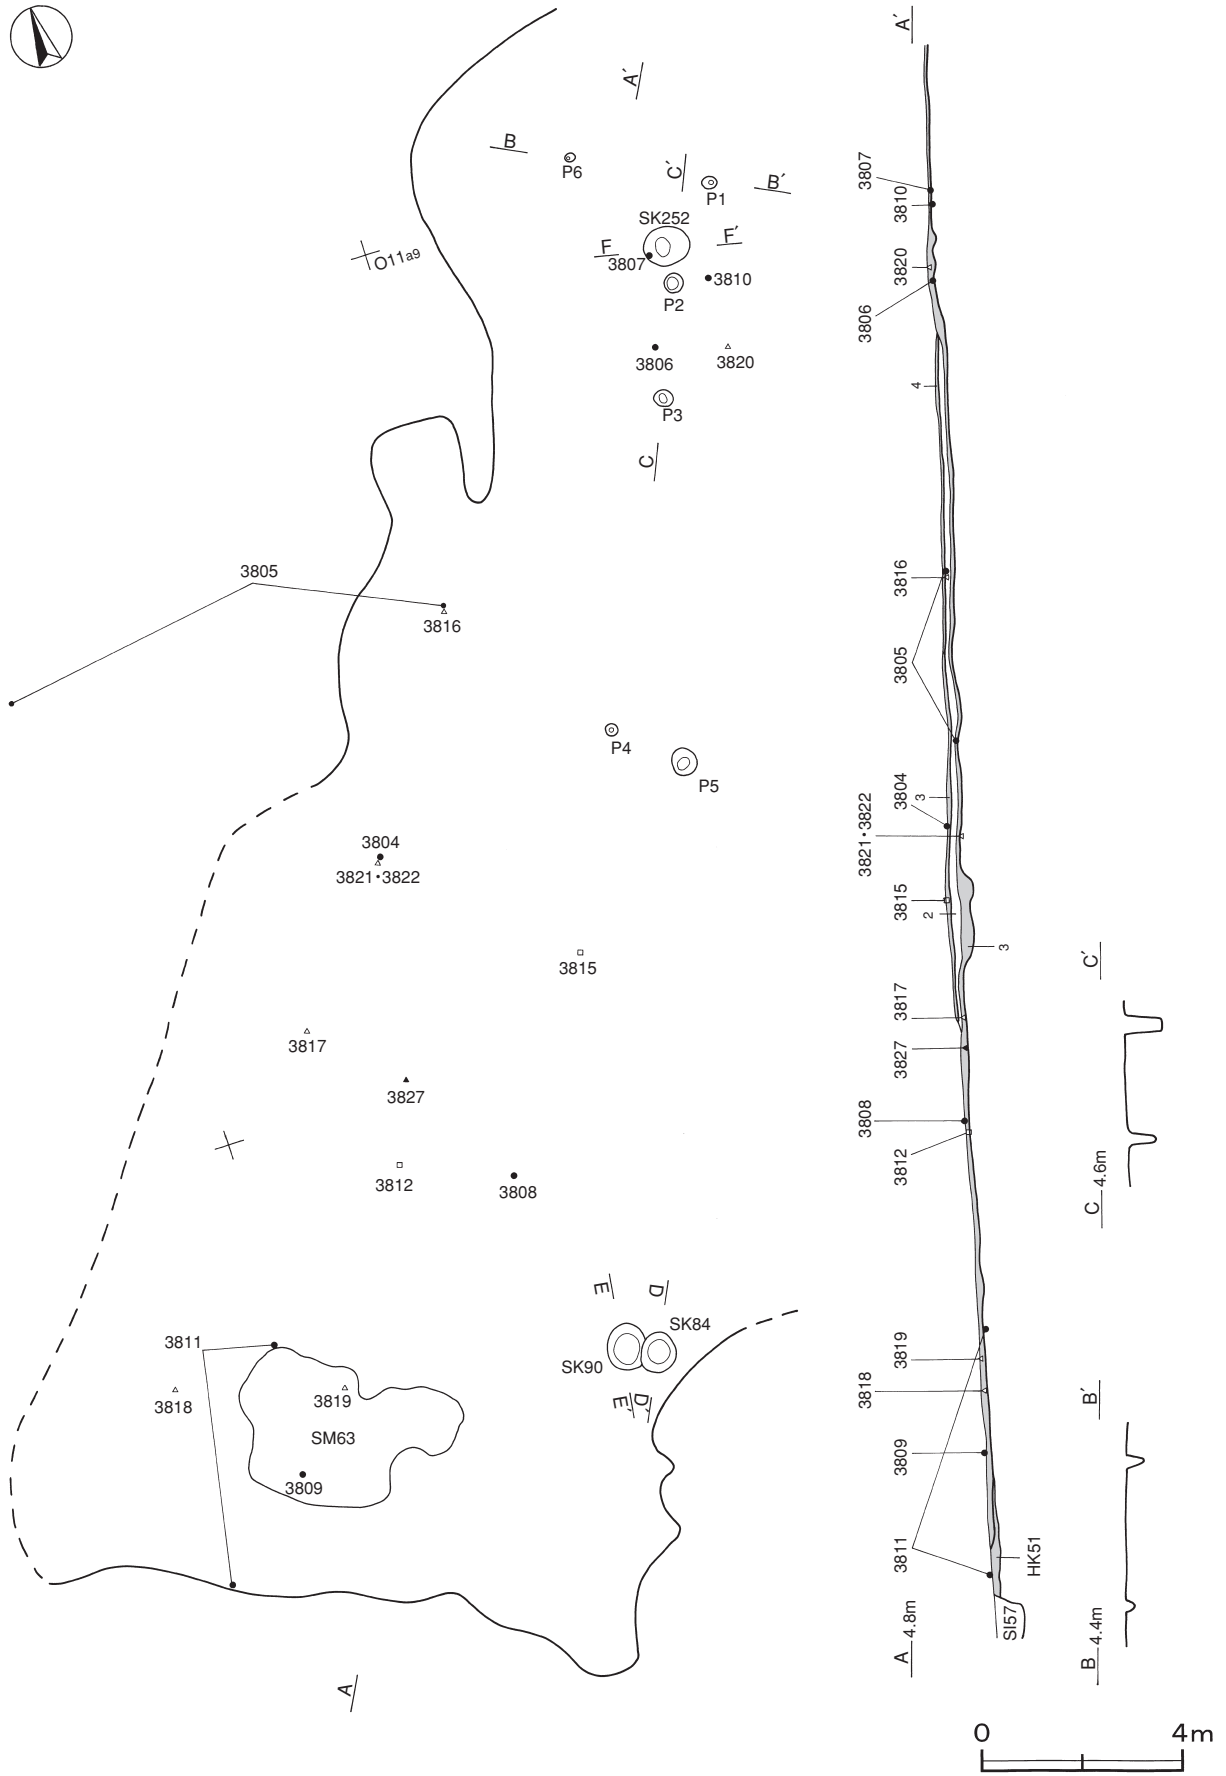 A′
B
P6
C′
P1
B′
SK252
F
F′
3807
O11a9
3810
P2
3806
3820
P3
C
3805
3816
P4
P5
3804
3821・3822
3815
3817
3827
3812
3808
E
D
SK84
SK90
3811
3818
3819
SM63
E′
D′
3809
A
A′
3807
3810
3820
3806
4
3816
3805
3804
3
3821・3822
3815
2
3
3817
3827
3808
3812
3819
3818
3809
3811
HK51
SI57
A 4.8m
C′
C 4.6m
B′
B 4.4m
0 4m